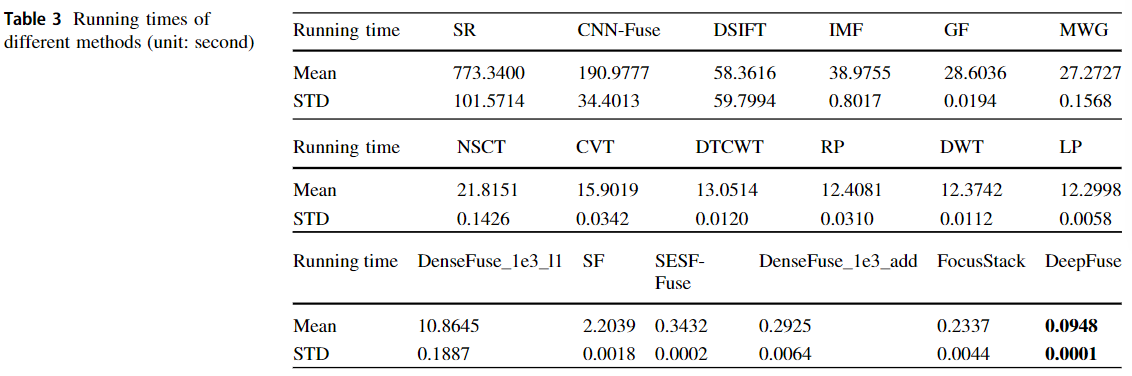 Table 3 Running times of
different methods (unit: second)
Running time SR CNN-Fuse DSIFT IMF GF MWG
Mean 773.3400 190.9777 58.3616 38.9755 28.6036 27.2727
STD 101.5714 34.4013 59.7994 0.8017 0.0194 0.1568
Running time NSCT CVT DTCWT RP DWT LP
Mean 21.8151 15.9019 13.0514 12.4081 12.3742 12.2998
STD 0.1426 0.0342 0.0120 0.0310 0.0112 0.0058
Running time DenseFuse_1e3_l1 SF SESF- DenseFuse_1e3_add FocusStack DeepFuse
Fuse
Mean 10.8645 2.2039 0.3432 0.2925 0.2337 0.0948
STD 0.1887 0.0018 0.0002 0.0064 0.0044 0.0001